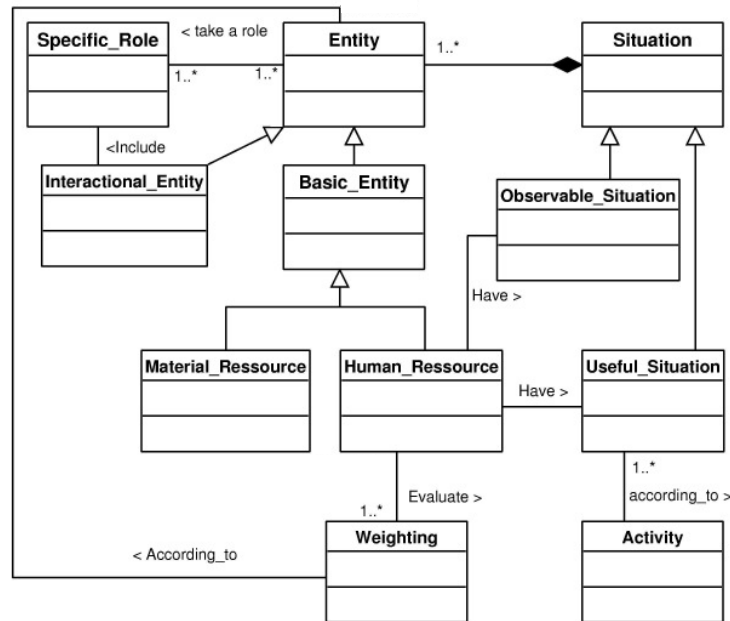 Specific_Role
< take a role
Entity
1..*
Situation
1..*
1..*
<Include
Interactional_Entity
Basic_Entity
Observable_Situation
Have >
Material_Ressource
Human_Ressource
Useful_Situation
Have >
1..*
Evaluate >
according_to >
1..*
Weighting
Activity
< According_to